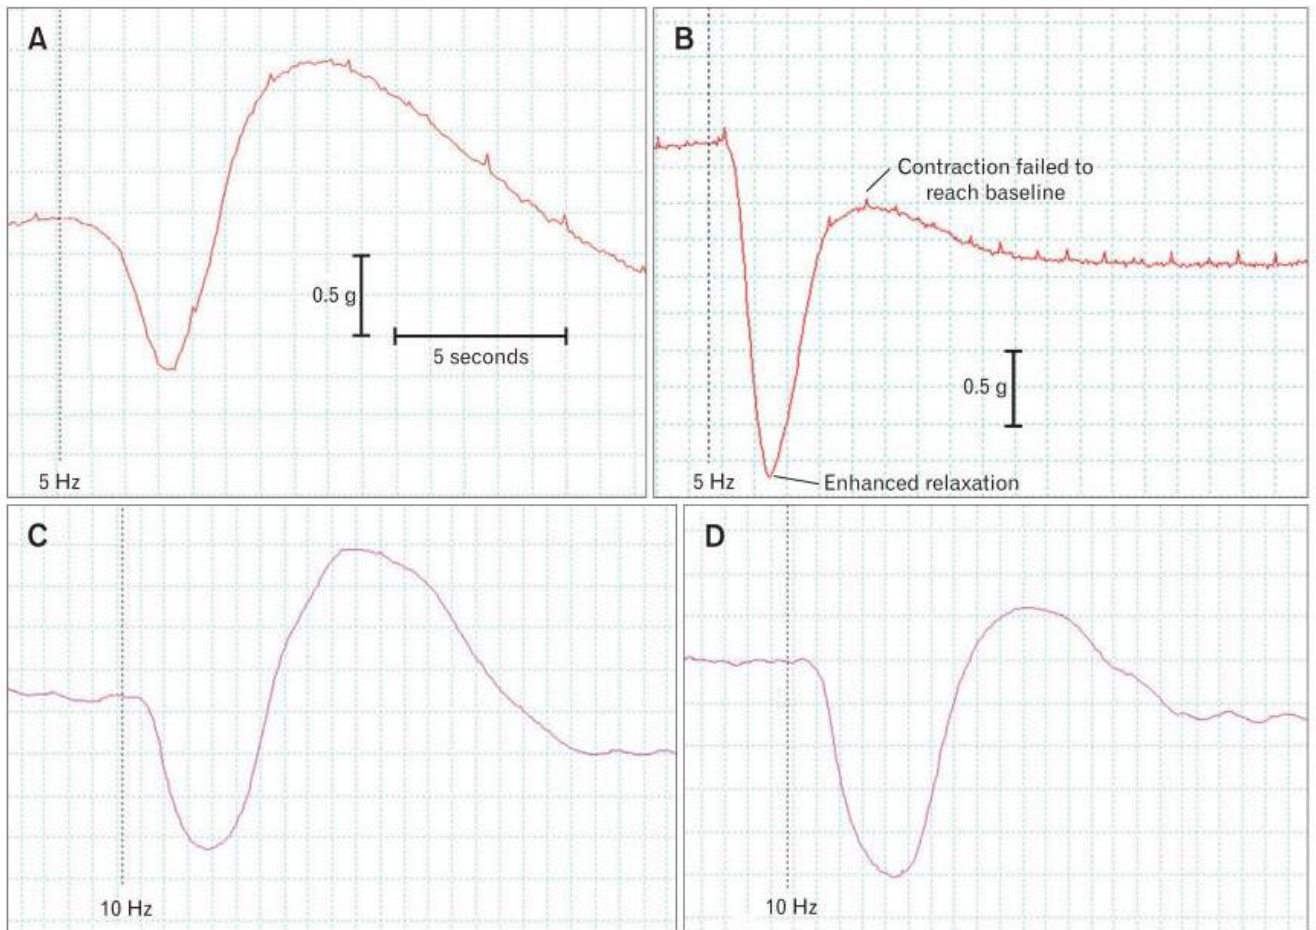 A
0.5 g
5 seconds
5 Hz
B
Contraction failed to
reach baseline
0.5 g
5 Hz
Enhanced relaxation
C
10 Hz
D
10 Hz